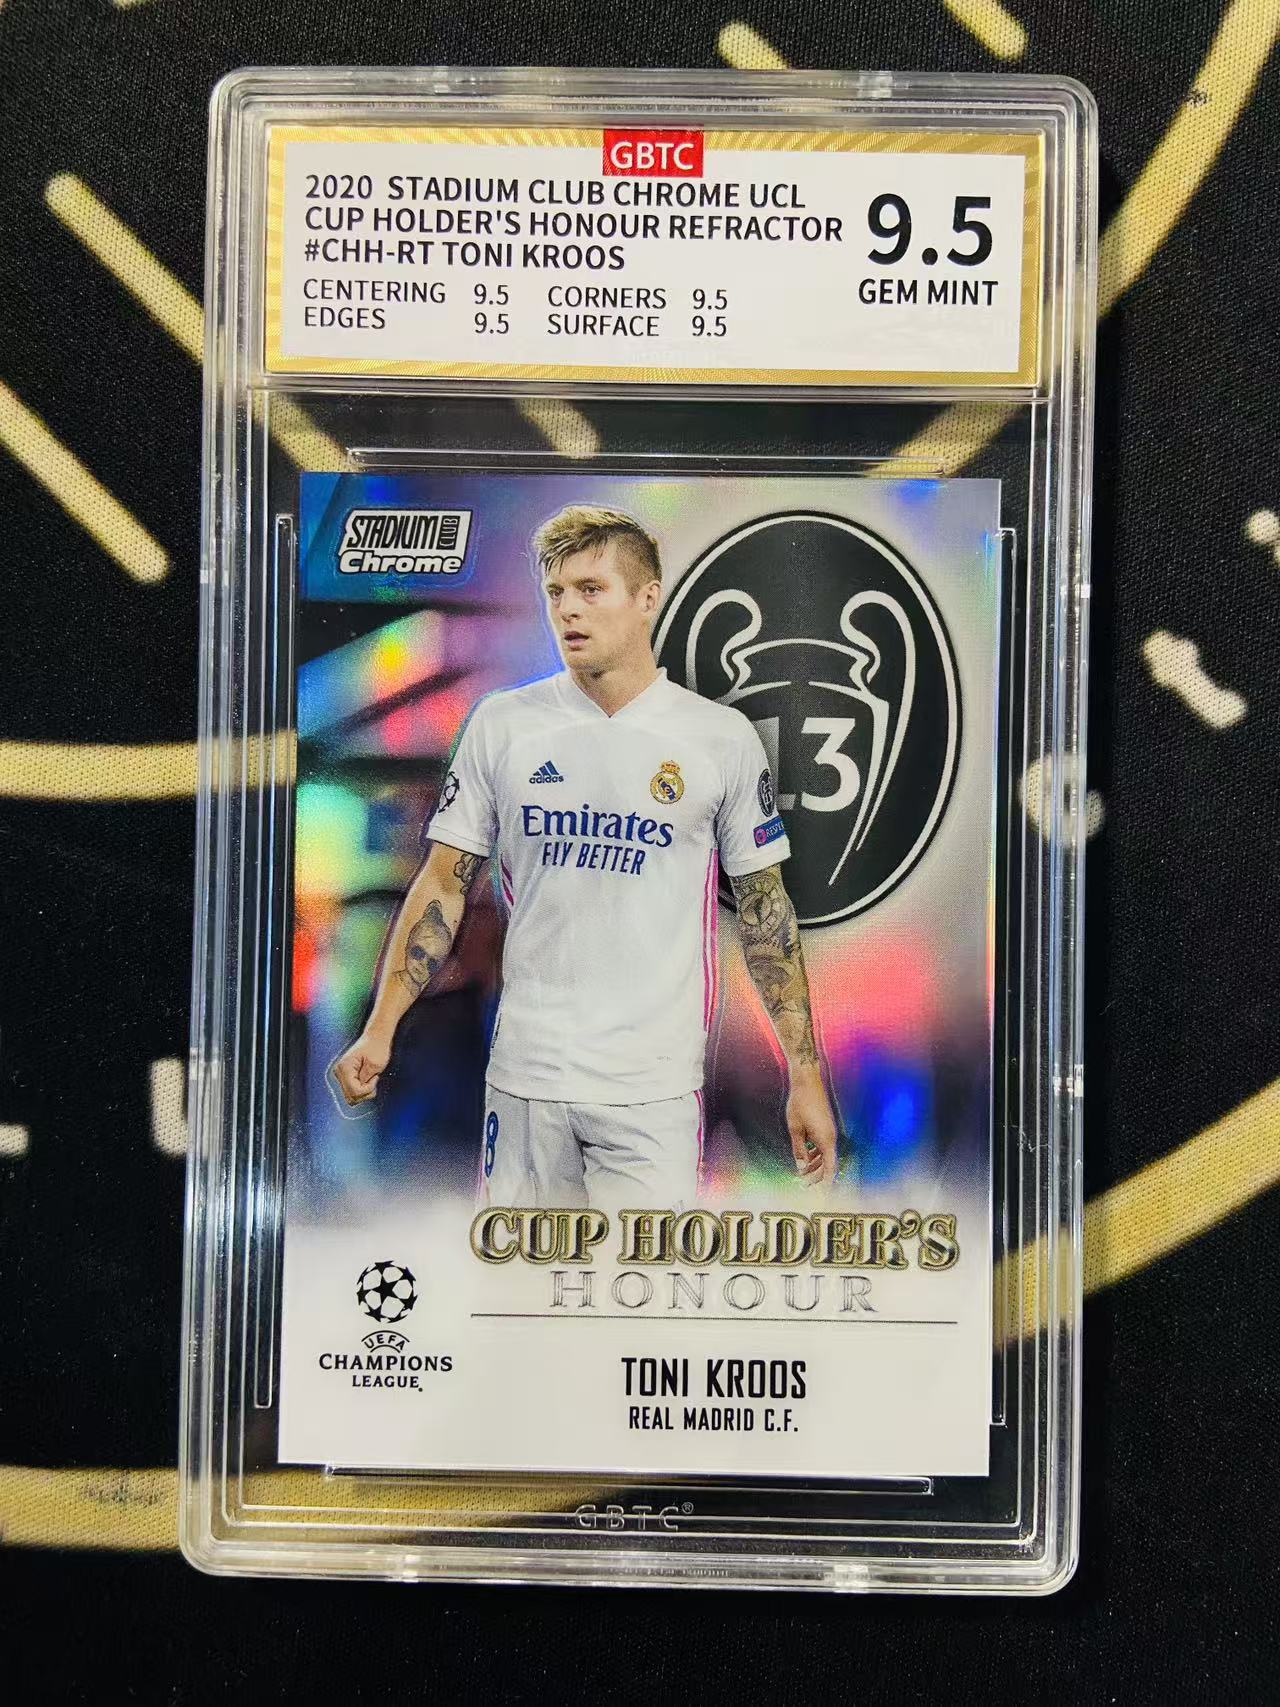 GBTC
2020 STADIUM CLUB CHROME UCL
CUP HOLDER'S HONOUR REFRACTOR
#CHH-RT TONI KROOS
CENTERING 9.5 CORNERS 9.5
EDGES 9.5 SURFACE 9.5
9.5
GEM MINT
STADIUM CLUB
Chrome
13
adidas
Emirates
FLY BETTER
RESPECT
8
CUP HOLDER'S
HONOUR
UEFA
CHAMPIONS
LEAGUE
TONI KROOS
REAL MADRID C.F.
GBTC®